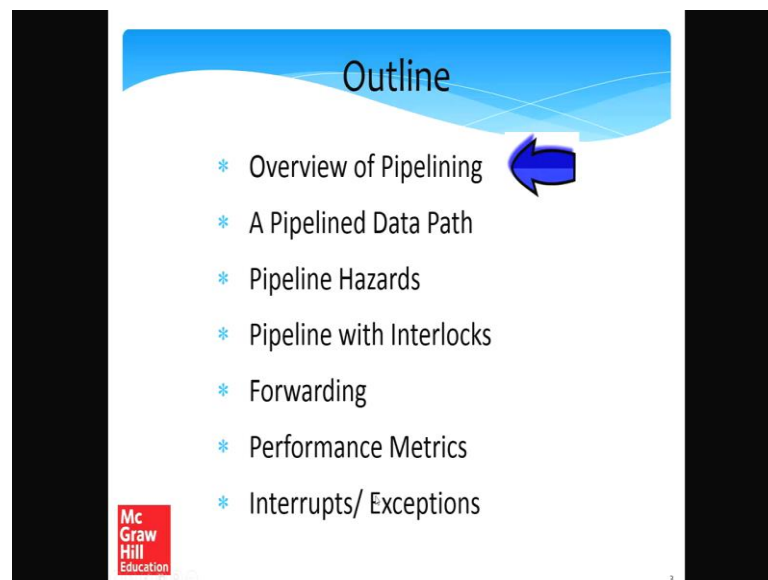 Outline
* Overview of Pipelining
* A Pipelined Data Path
* Pipeline Hazards
* Pipeline with Interlocks
* Forwarding
* Performance Metrics
* Interrupts/ Exceptions
Mc
Graw
Hill
Education
3